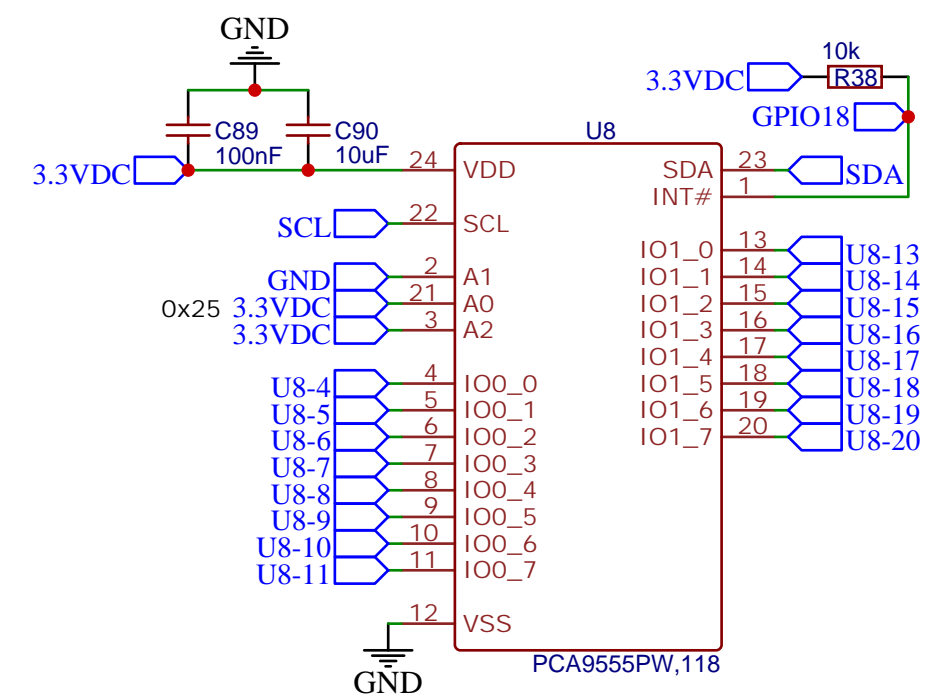 GND
10k
3.3VDC
R38
GPIO18
C89
100nF
C90
10uF
U8
3.3VDC
24
VDD
SDA
23
SDA
INT#
1
SCL
22
SCL
GND
2
A1
0x25
3.3VDC
21
A0
3.3VDC
3
A2
IO1_0
13
U8-13
IO1_1
14
U8-14
IO1_2
15
U8-15
IO1_3
16
U8-16
IO1_4
17
U8-17
IO1_5
18
U8-18
IO1_6
19
U8-19
IO1_7
20
U8-20
U8-4
4
IO0_0
U8-5
5
IO0_1
U8-6
6
IO0_2
U8-7
7
IO0_3
U8-8
8
IO0_4
U8-9
9
IO0_5
U8-10
10
IO0_6
U8-11
11
IO0_7
12
VSS
GND
PCA9555PW,118